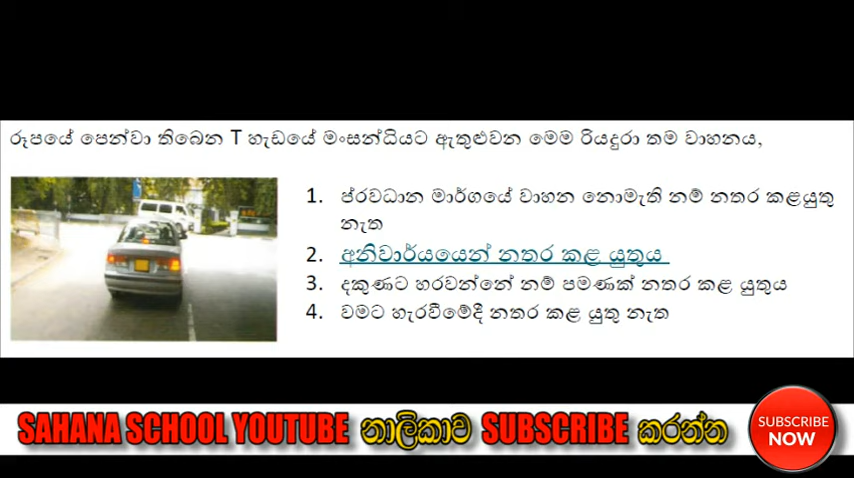 රූපයේ පෙන්වා තිබෙන T හැඩයේ මංසන්ධියට ඇතුළුවන මෙම රියදුරා තම වාහනය,
1. ප්රවධාන මාර්ගයේ වාහන නොමැති නම් නතර කළයුතු
නැත
2. අනිවාර්යයෙන් නතර කළ යුතුය
3. දකුණට හරවන්නේ නම් පමණක් නතර කළ යුතුය
4. වමට හැරවීමේදී නතර කළ යුතු නැත
SAHANA SCHOOL YOUTUBE නාලිකාව SUBSCRIBE කරන්න
SUBSCRIBE
NOW